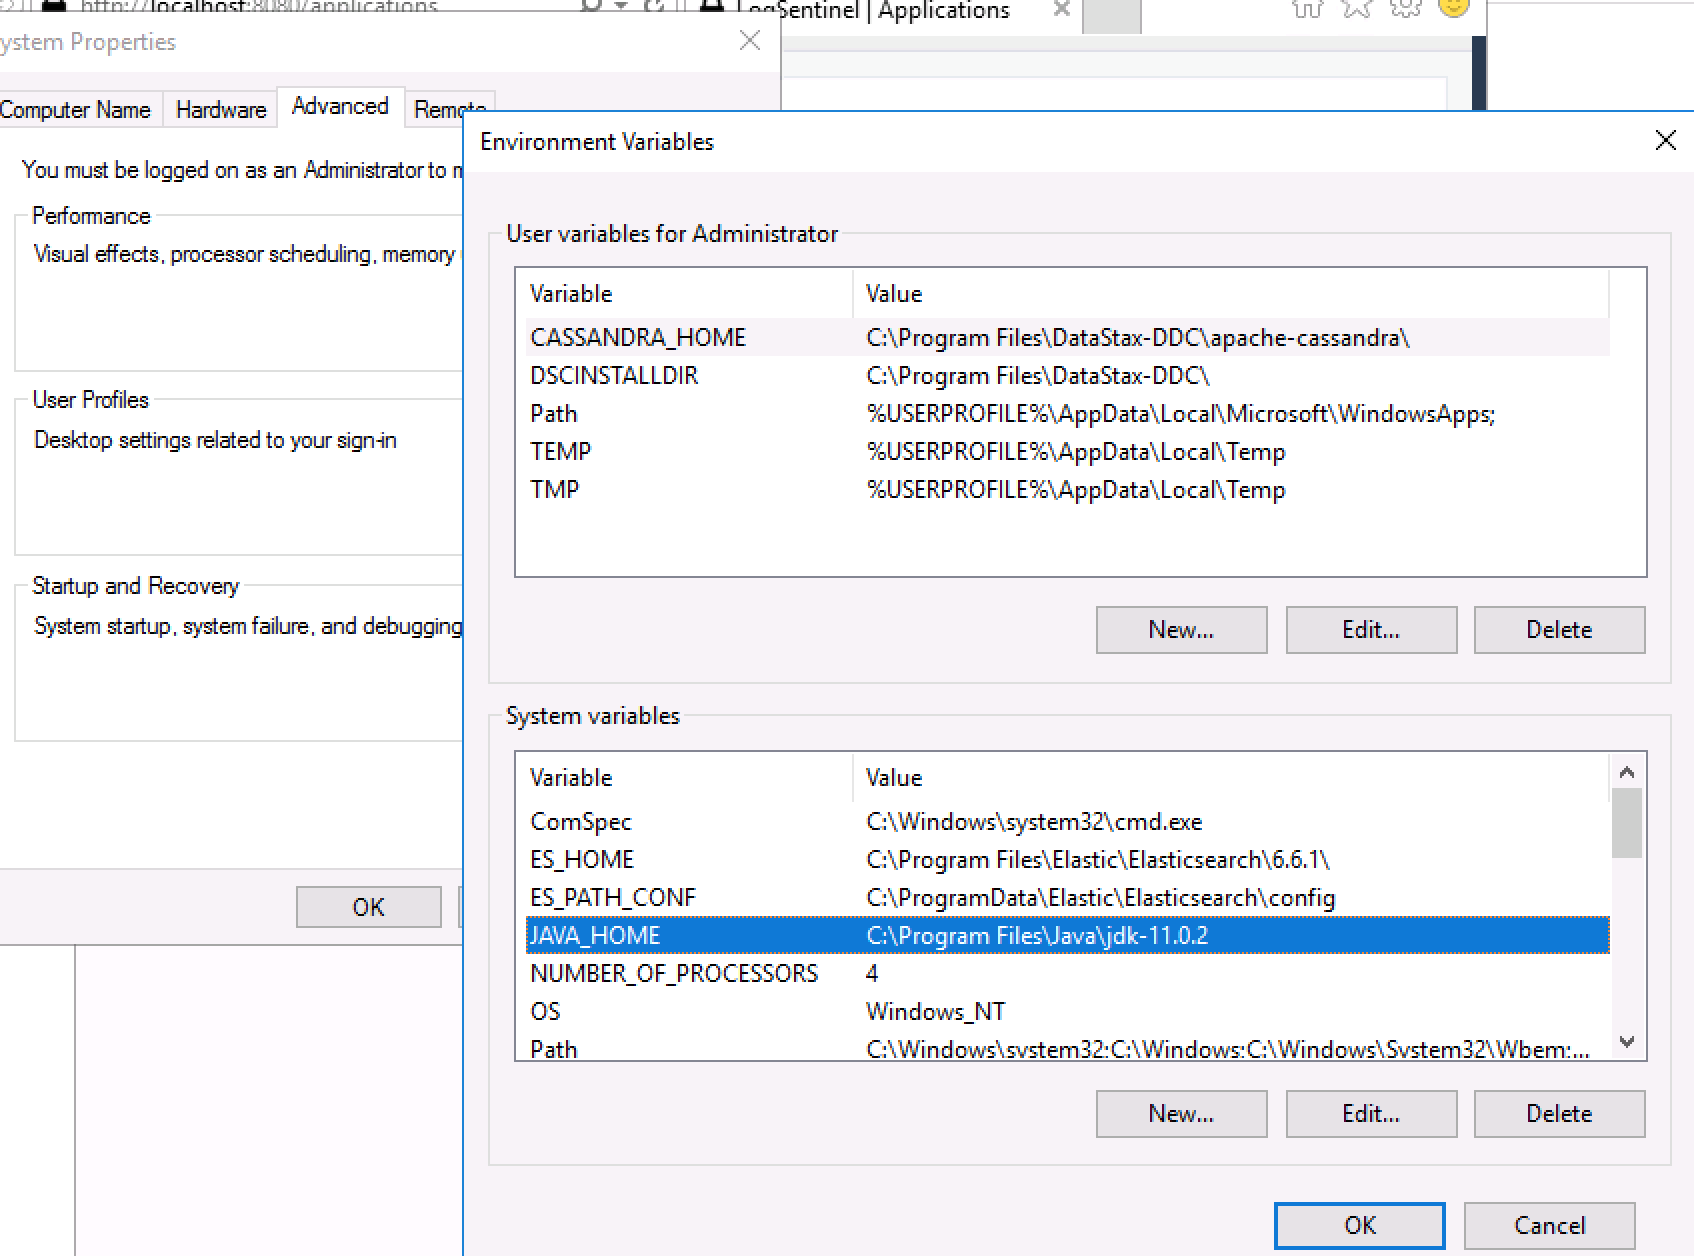 http://localhost:8080/applications
LogSentinel | Applications
ystem Properties
Computer Name Hardware Advanced Remote
You must be logged on as an Administrator to m
Performance
Visual effects, processor scheduling, memory
User Profiles
Desktop settings related to your sign-in
Startup and Recovery
System startup, system failure, and debugging
OK
Environment Variables
User variables for Administrator
Variable Value
CASSANDRA_HOME C:\Program Files\DataStax-DDC\apache-cassandra\
DSCINSTALLDIR C:\Program Files\DataStax-DDC\
Path %USERPROFILE%\AppData\Local\Microsoft\WindowsApps;
TEMP %USERPROFILE%\AppData\Local\Temp
TMP %USERPROFILE%\AppData\Local\Temp
New... Edit... Delete
System variables
Variable Value
ComSpec C:\Windows\system32\cmd.exe
ES_HOME C:\Program Files\Elastic\Elasticsearch\6.6.1\
ES_PATH_CONF C:\ProgramData\Elastic\Elasticsearch\config
JAVA_HOME C:\Program Files\Java\jdk-11.0.2
NUMBER_OF_PROCESSORS 4
OS Windows_NT
Path C:\Windows\system32;C:\Windows;C:\Windows\System32\Wbem;...
New... Edit... Delete
OK Cancel